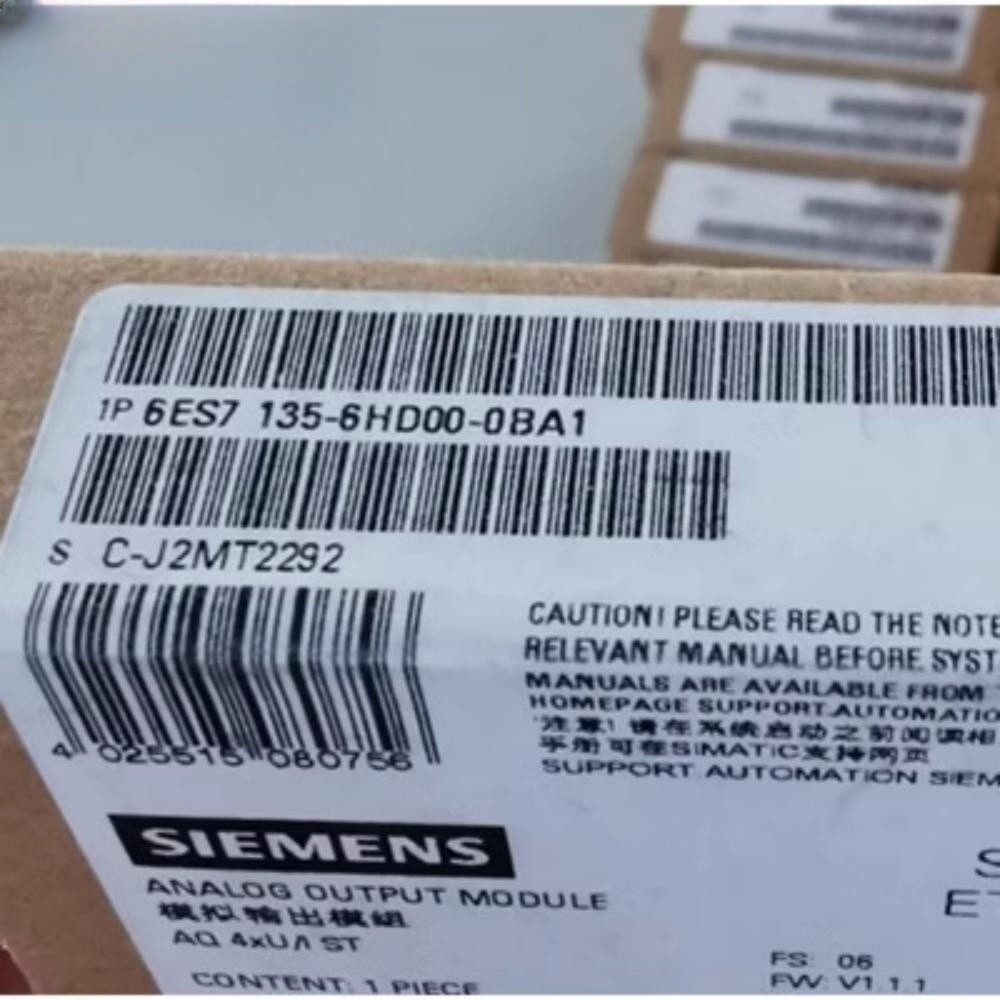 1P 6ES7 135-6HD00-0BA1
S C-J2MT2292
4 025515 080756
CAUTION! PLEASE READ THE NOTE
RELEVANT MANUAL BEFORE SYST
MANUALS ARE AVAILABLE FROM
HOMEPAGE SUPPORT.AUTOMATIO
注意! 请在系统启动之前阅读相
手册可在SIMATIC支持网页
SUPPORT AUTOMATION SIEM
SIEMENS
ANALOG OUTPUT MODULE
模拟输出模组
AQ 4xU/I ST
CONTENT: 1 PIECE
S
ET
FS: 06
FW: V1.1.1